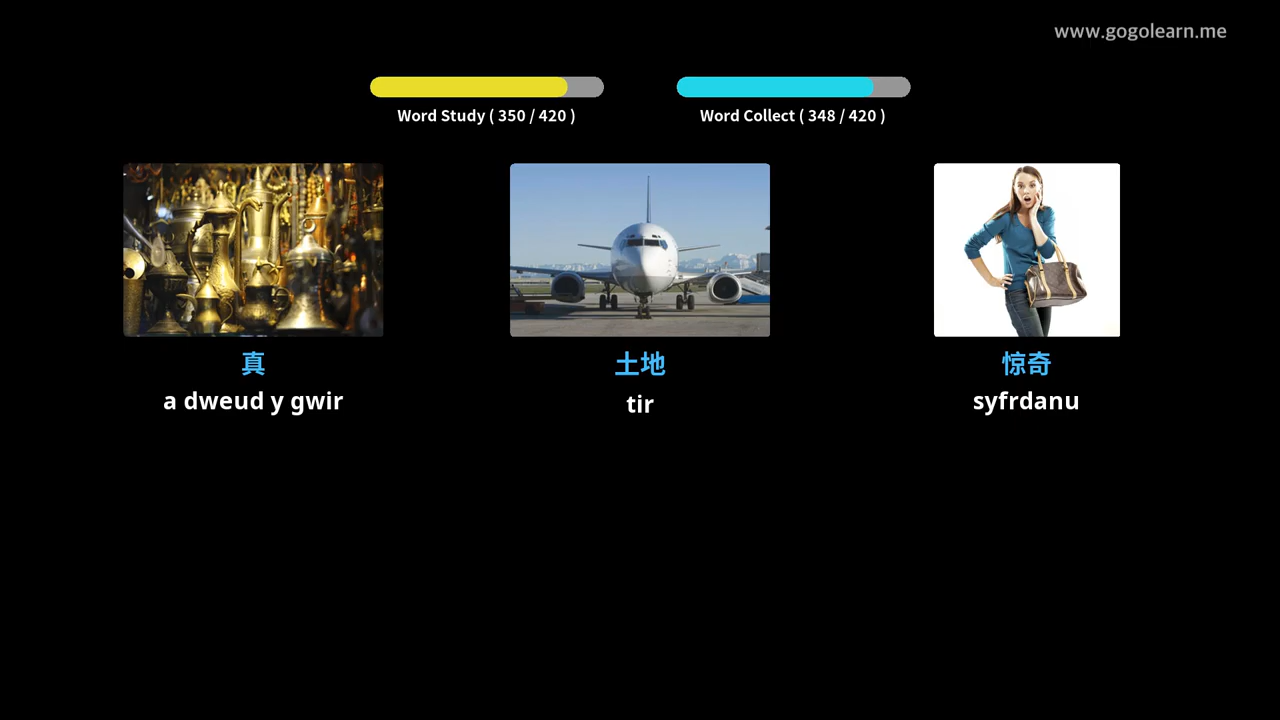 www.gogolearn.me
Word Study ( 350 / 420 )
Word Collect ( 348 / 420 )
真
土地
惊奇
a dweud y gwir
tir
syfrdanu